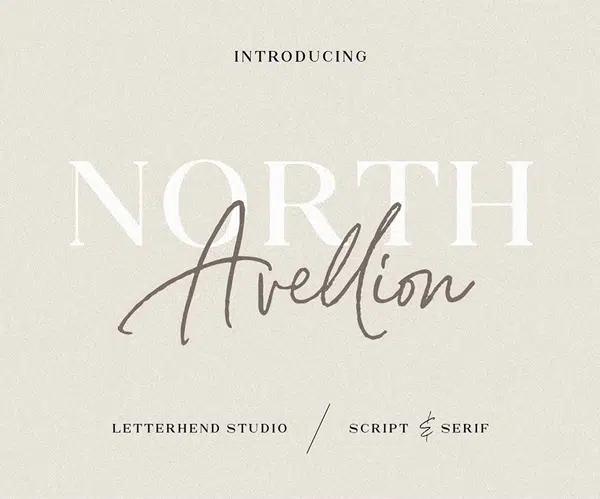 INTRODUCING
NORTH
Avellion
LETTERHEND STUDIO / SCRIPT & SERIF